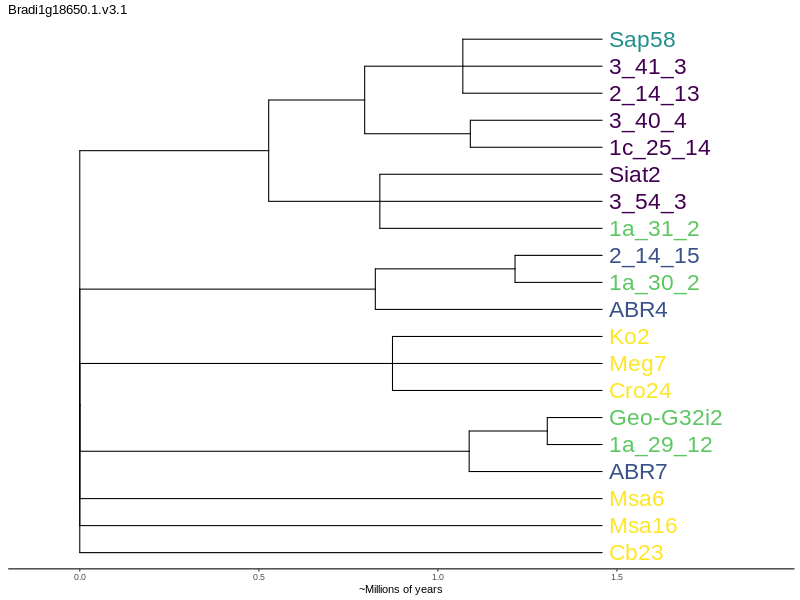 Bradi1g18650.1.v3.1
Sap58
3_41_3
2_14_13
3_40_4
1c_25_14
Siat2
3_54_3
1a_31_2
2_14_15
1a_30_2
ABR4
Ko2
Meg7
Cro24
Geo-G32i2
1a_29_12
ABR7
Msa6
Msa16
Cb23
0.0 0.5 1.0 1.5
~Millions of years